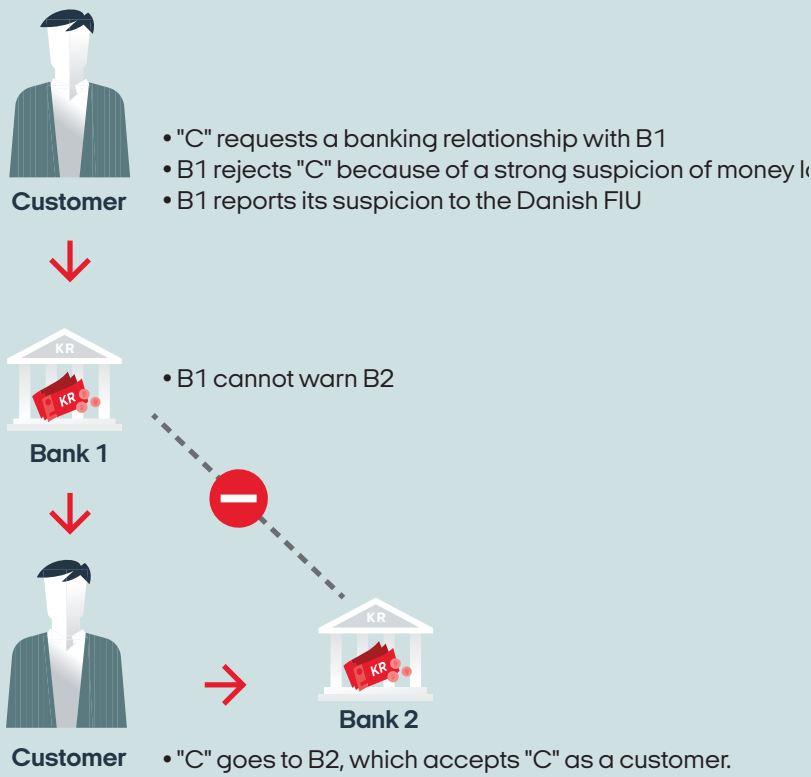 • "C" requests a banking relationship with B1
• B1 rejects "C" because of a strong suspicion of money
• B1 reports its suspicion to the Danish FIU
Customer
KR
KR
• B1 cannot warn B2
Bank 1
KR
KR
Bank 2
Customer
• "C" goes to B2, which accepts "C" as a customer.